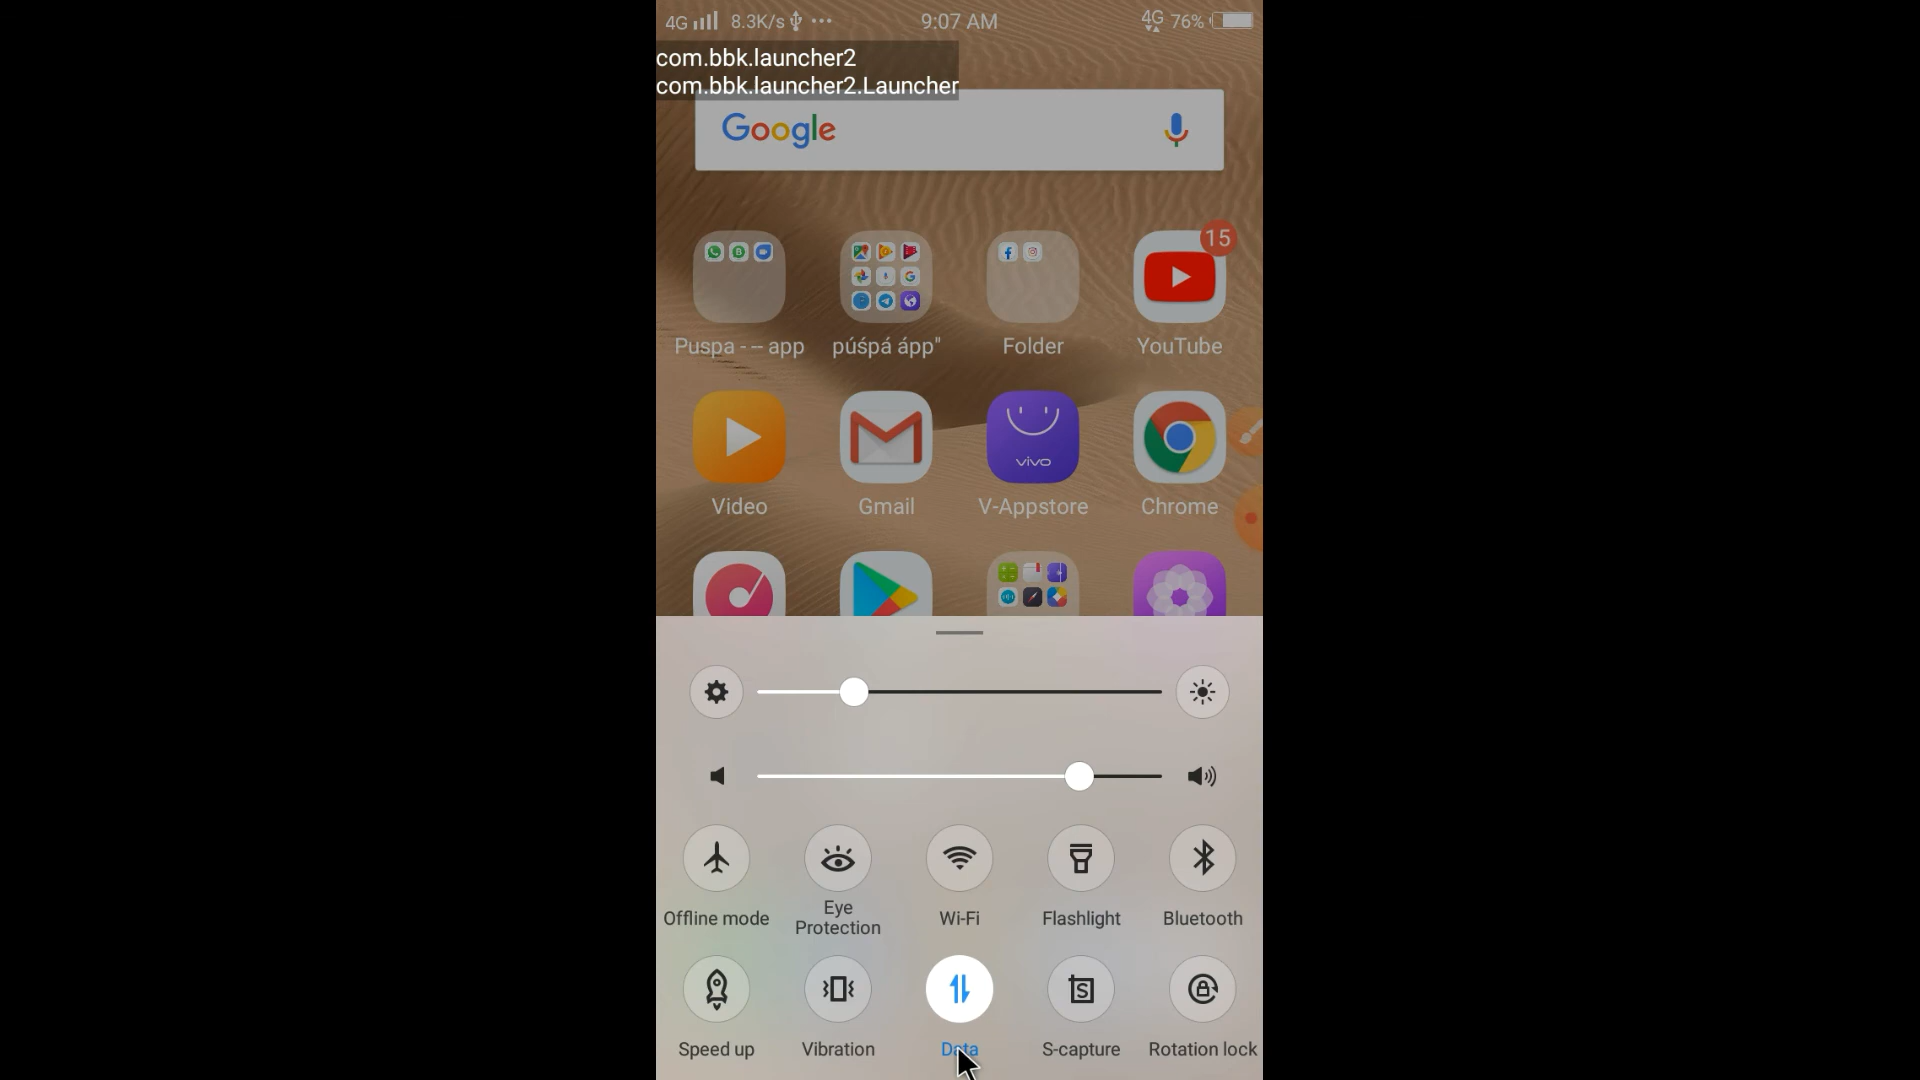 4G 8.3K/s 9:07 AM 4G 76%
com.bbk.launcher2
com.bbk.launcher2.Launcher
Google
15
Puspa - -- app púśpá ápp" Folder YouTube
vivo
Video Gmail V-Appstore Chrome
Offline mode Eye Protection Wi-Fi Flashlight Bluetooth
Speed up Vibration Data S-capture Rotation lock